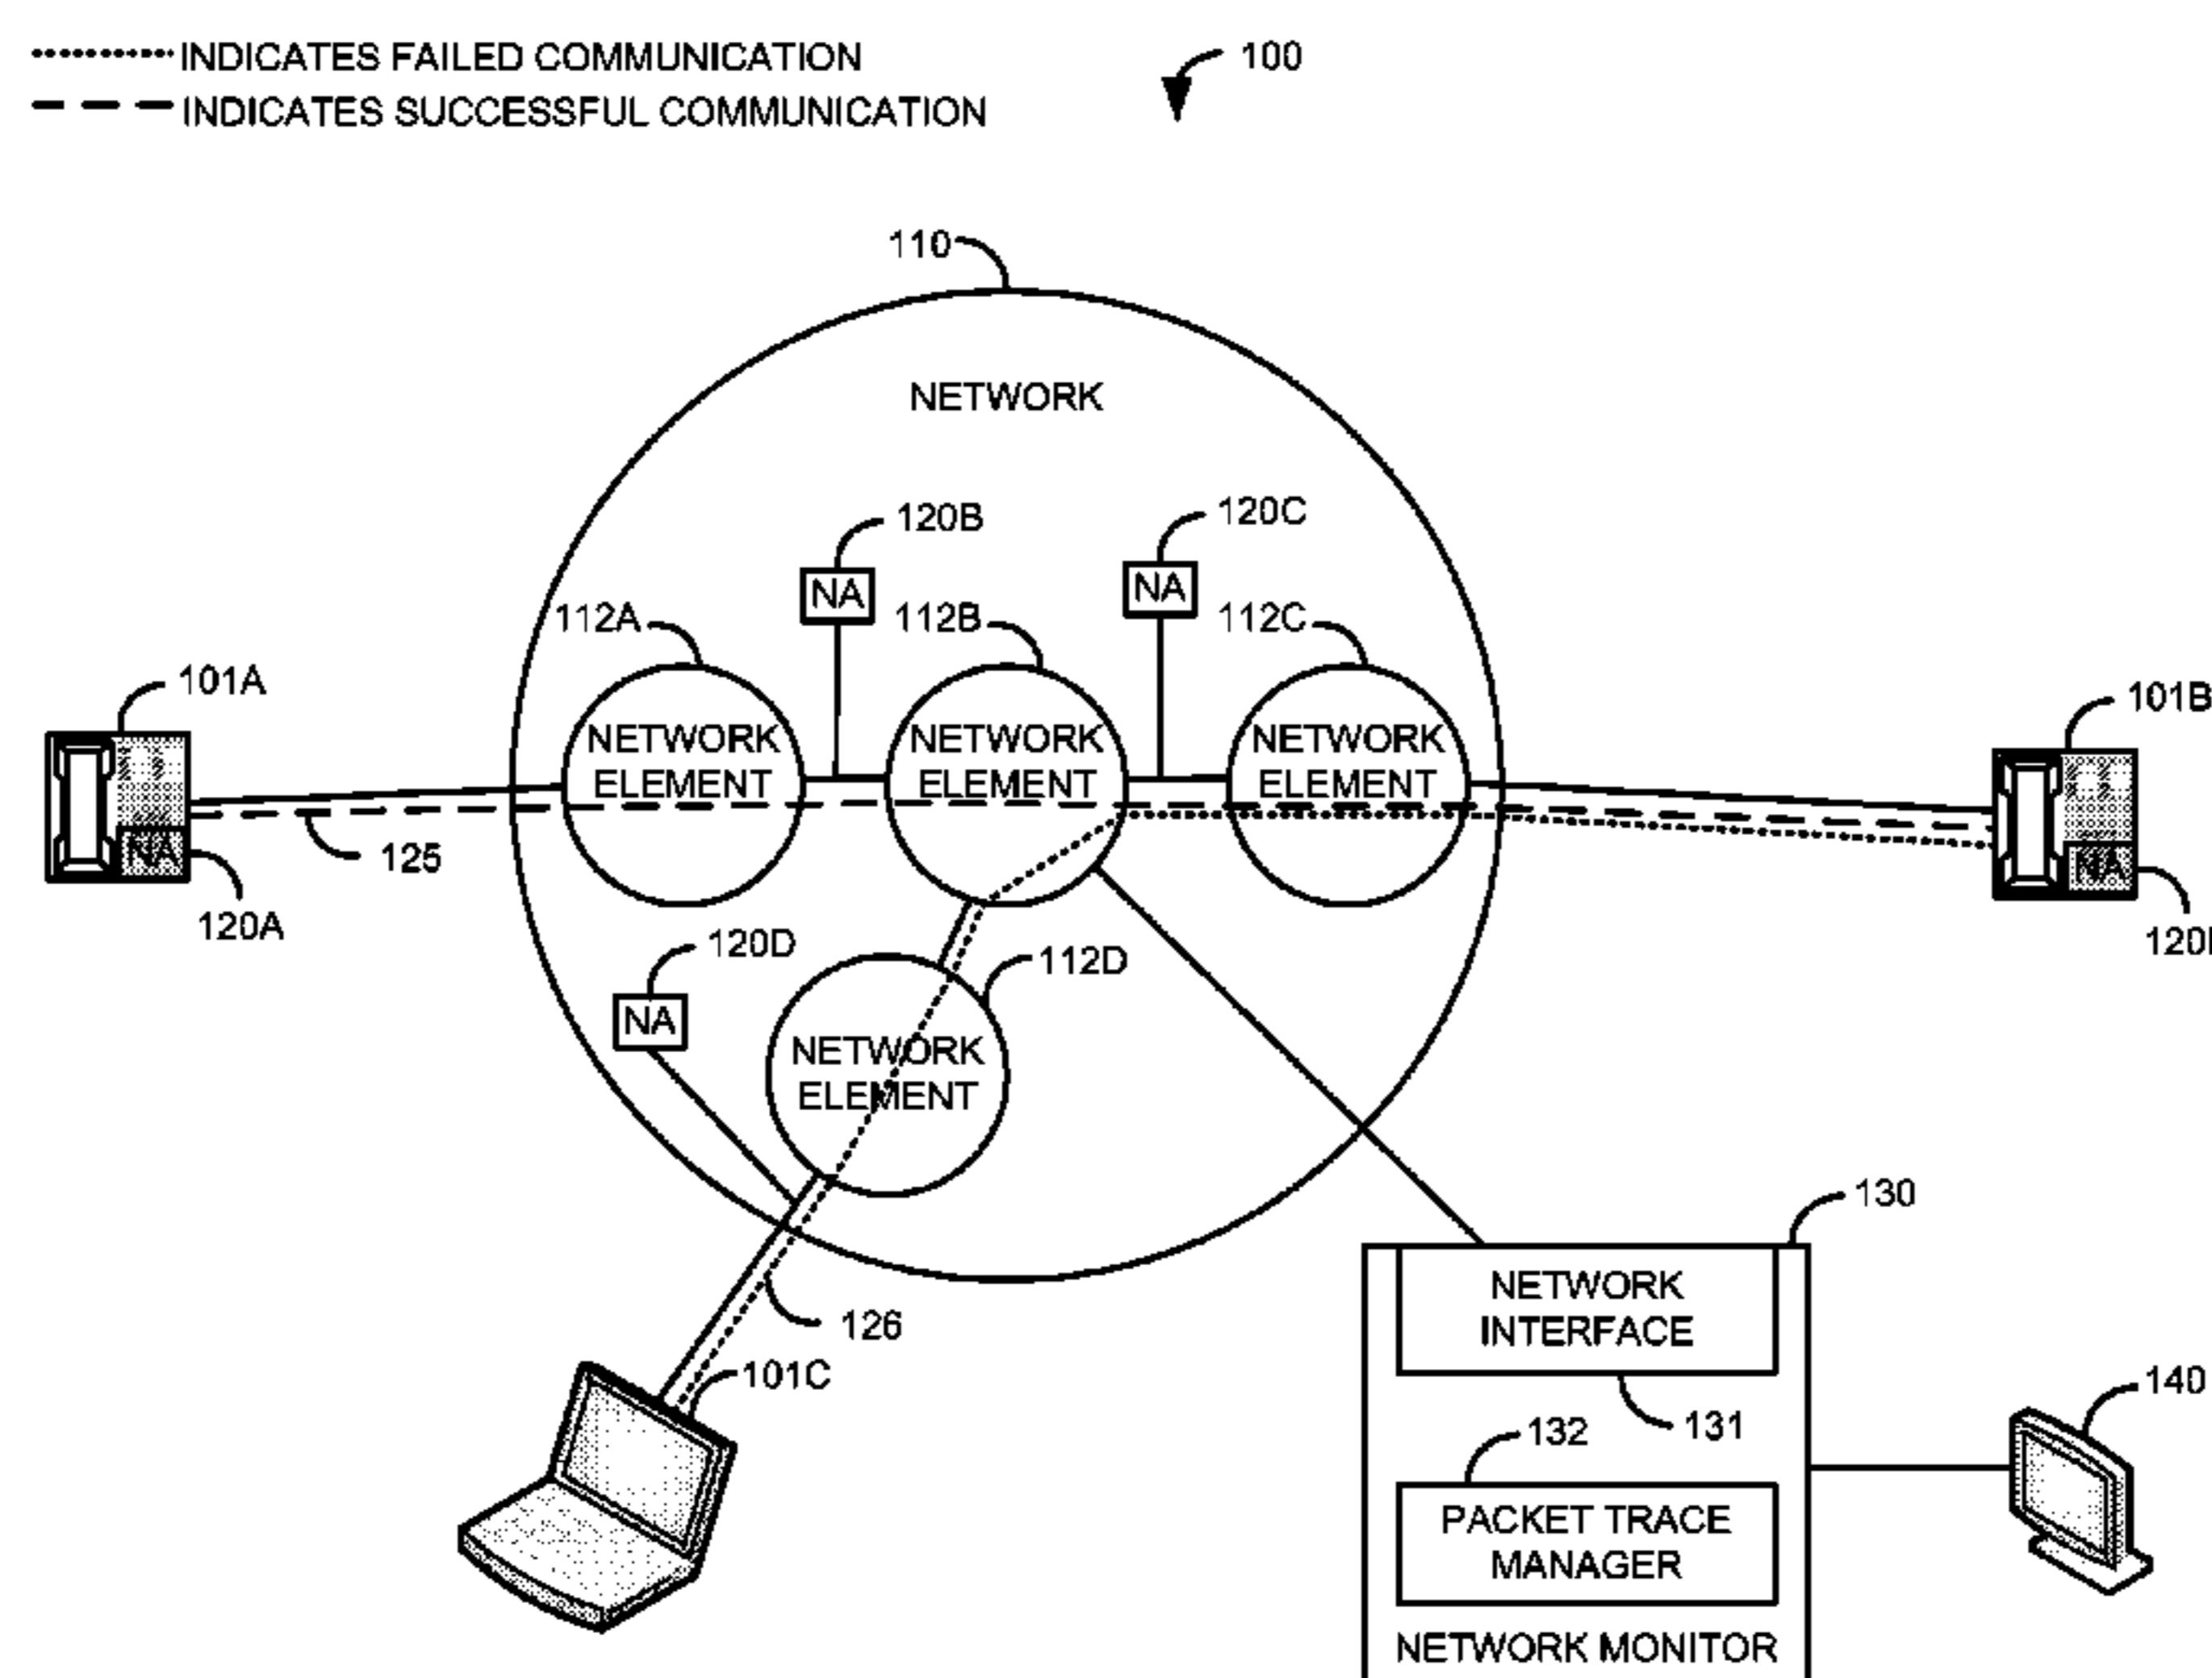 INDICATES FAILED COMMUNICATION
INDICATES SUCCESSFUL COMMUNICATION
100
110
NETWORK
120B
120C
NA
NA
112A
112B
112C
101A
101B
NETWORK
ELEMENT
NETWORK
ELEMENT
NETWORK
ELEMENT
NA
125
NA
120A
120D
112D
NA
NETWORK
ELEMENT
130
126
NETWORK
INTERFACE
101C
140
131
132
PACKET TRACE
MANAGER
NETWORK MONITOR